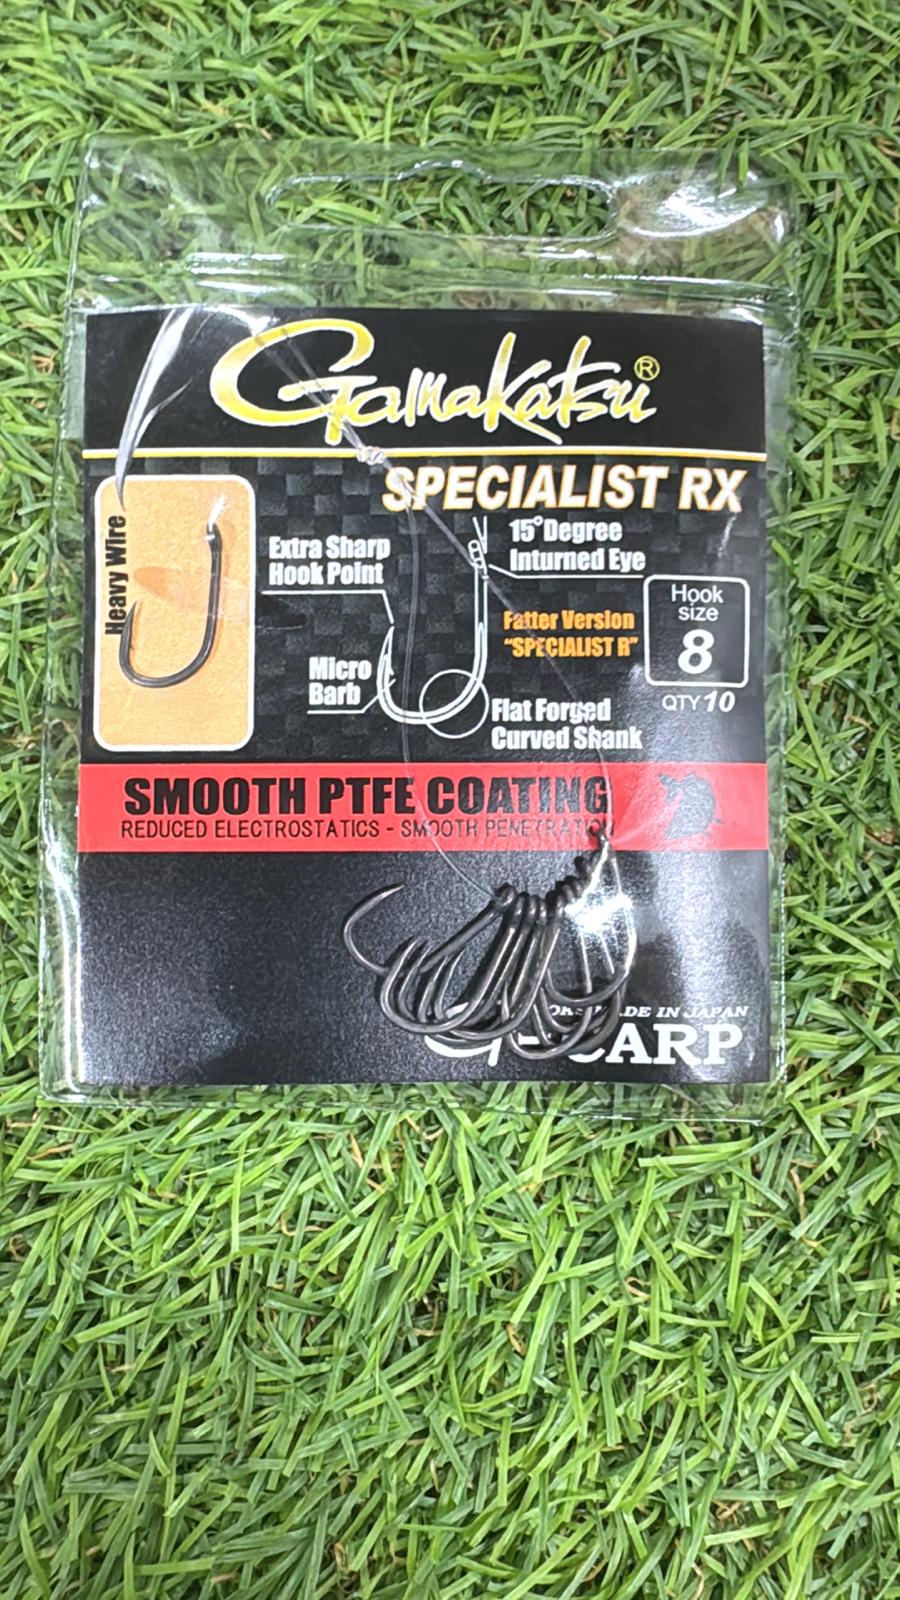 Gamakatsu®
SPECIALIST RX
Heavy Wire
Extra Sharp
Hook Point
15° Degree
Inturned Eye
Fatter Version
"SPECIALIST R"
Hook
size
8
QTY 10
Micro
Barb
Flat Forged
Curved Shank
SMOOTH PTFE COATING
REDUCED ELECTROSTATICS - SMOOTH PENETRATION
MADE IN JAPAN
CARP